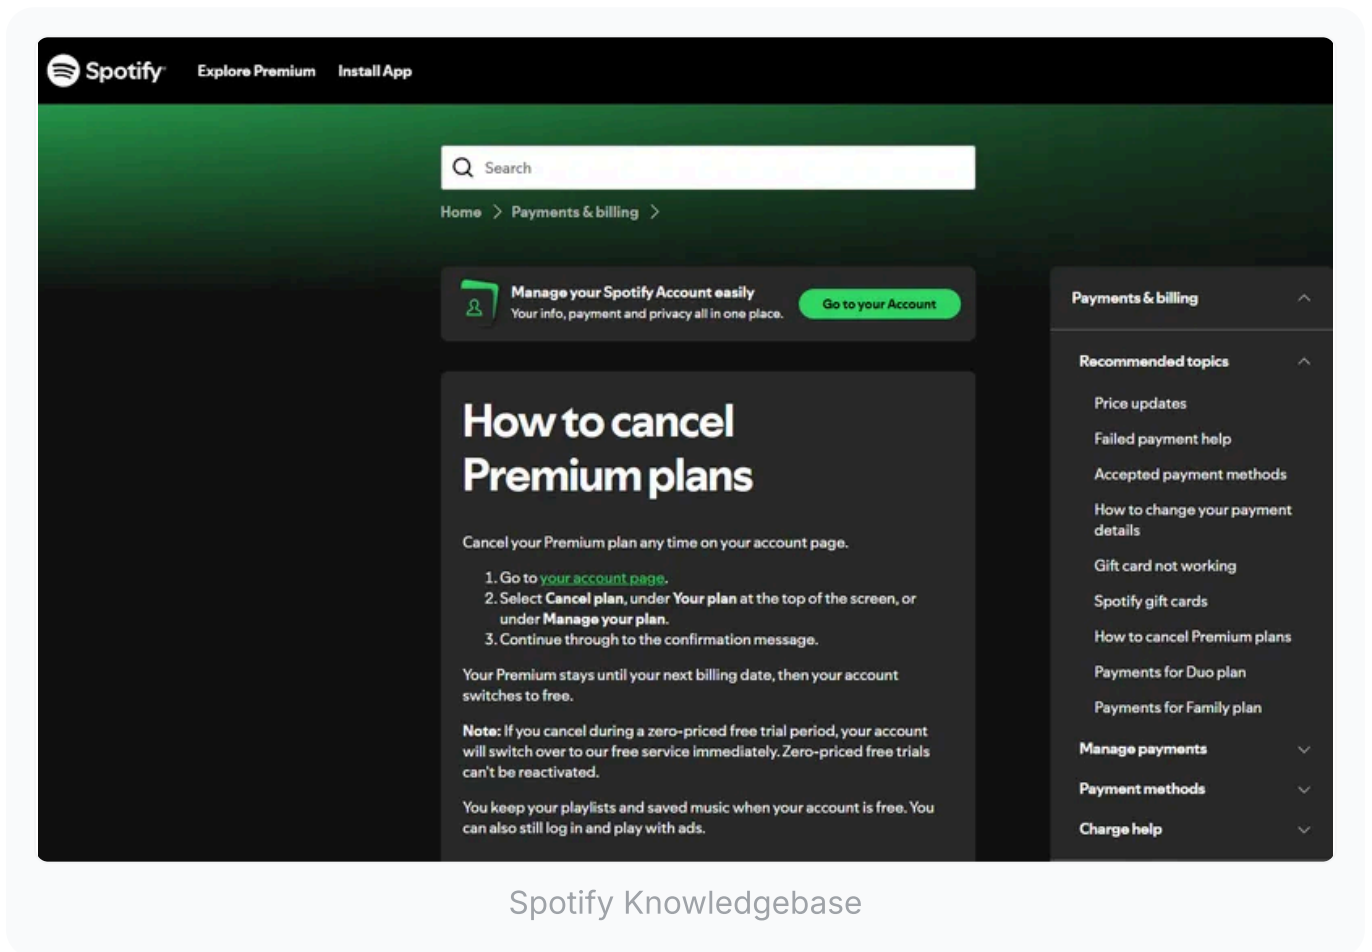 Spotify
Explore Premium
Install App
Search
Home
Payments & billing
Manage your Spotify Account easily
Your info, payment and privacy all in one place.
Go to your Account
How to cancel
Premium plans
Cancel your Premium plan any time on your account page.
1. Go to your account page.
2. Select Cancel plan, under Your plan at the top of the screen, or
under Manage your plan.
3. Continue through to the confirmation message.
Your Premium stays until your next billing date, then your account
switches to free.
Note: If you cancel during a zero-priced free trial period, your account
will switch over to our free service immediately. Zero-priced free trials
can't be reactivated.
You keep your playlists and saved music when your account is free. You
can also still log in and play with ads.
Payments & billing
Recommended topics
Price updates
Failed payment help
Accepted payment methods
How to change your payment
details
Gift card not working
Spotify gift cards
How to cancel Premium plans
Payments for Duo plan
Payments for Family plan
Manage payments
Payment methods
Charge help
Spotify Knowledgebase